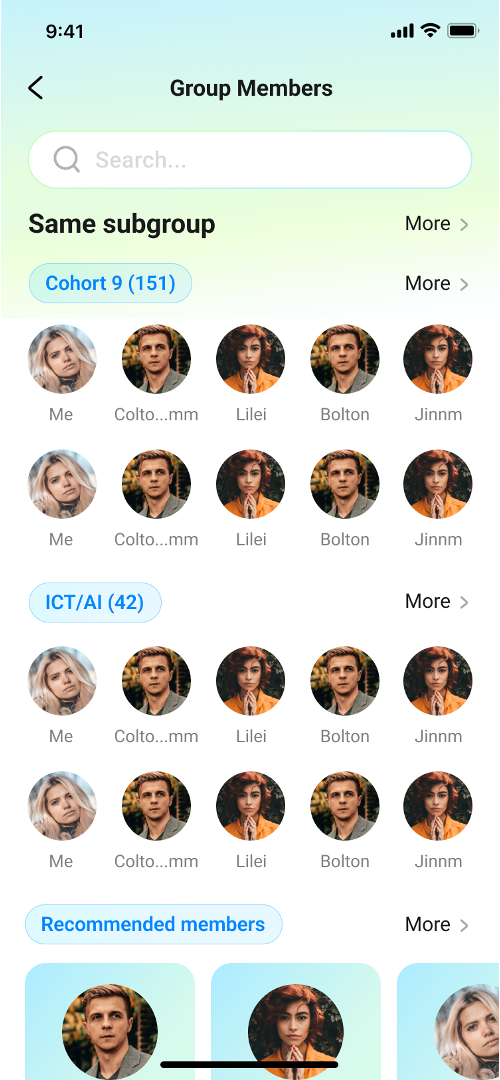 9:41
Group Members
Search...
Same subgroup More
Cohort 9 (151) More
Me Colto...mm Lilei Bolton Jinnm
Me Colto...mm Lilei Bolton Jinnm
ICT/AI (42) More
Me Colto...mm Lilei Bolton Jinnm
Me Colto...mm Lilei Bolton Jinnm
Recommended members More